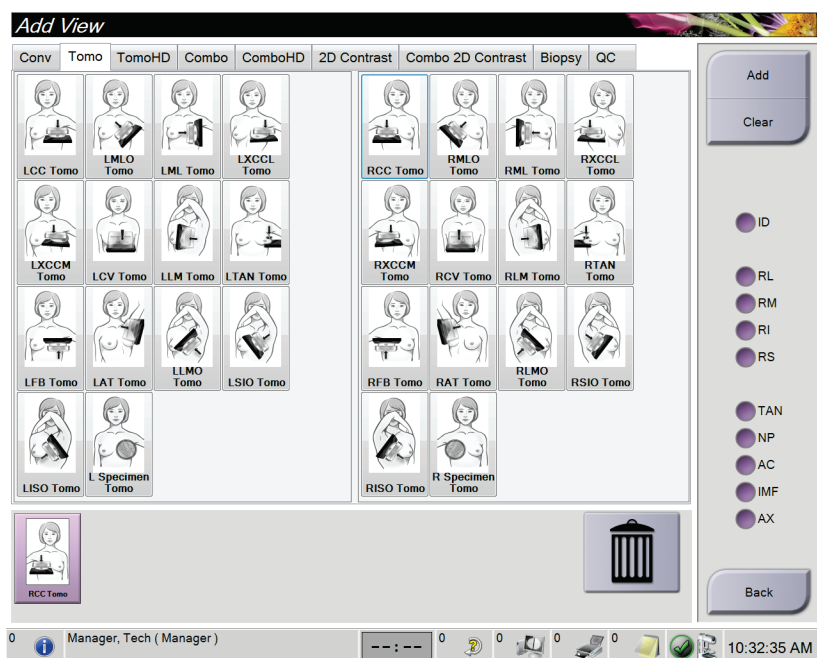 Add View
Conv Tomo TomoHD Combo ComboHD 2D Contrast Combo 2D Contrast Biopsy QC
LCC Tomo
LMLO
Tomo
LML Tomo
LXCCL
Tomo
RCC Tomo
RMLO
Tomo
RML Tomo
RXCCL
Tomo
LXCCM
Tomo
LCV Tomo
LLM Tomo
LTAN Tomo
RXCCM
Tomo
RCV Tomo
RLM Tomo
RTAN
Tomo
LFB Tomo
LAT Tomo
LLMO
Tomo
LSIO Tomo
RFB Tomo
RAT Tomo
RLMO
Tomo
RSIO Tomo
LISO Tomo
L Specimen
Tomo
RISO Tomo
R Specimen
Tomo
RCC Tomo
Add
Clear
ID
RL
RM
RI
RS
TAN
NP
AC
IMF
AX
Back
0 i Manager, Tech ( Manager ) --:-- 0 ? 0 0 0 10:32:35 AM